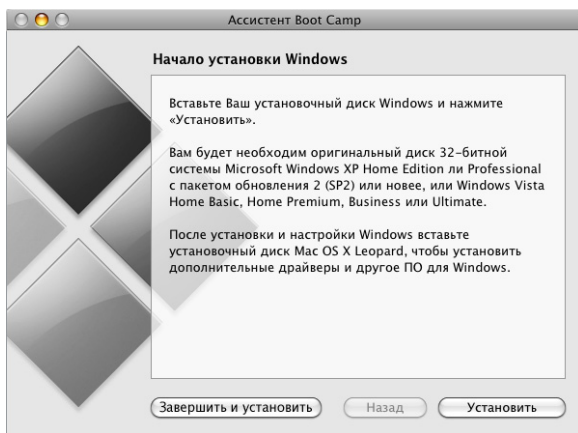 Ассистент Boot Camp
Начало установки Windows
Вставьте Ваш установочный диск Windows и нажмите
«Установить».
Вам будет необходим оригинальный диск 32-битной
системы Microsoft Windows XP Home Edition ли Professional
с пакетом обновления 2 (SP2) или новее, или Windows Vista
Home Basic, Home Premium, Business или Ultimate.
После установки и настройки Windows вставьте
установочный диск Mac OS X Leopard, чтобы установить
дополнительные драйверы и другое ПО для Windows.
Завершить и установить
Назад
Установить